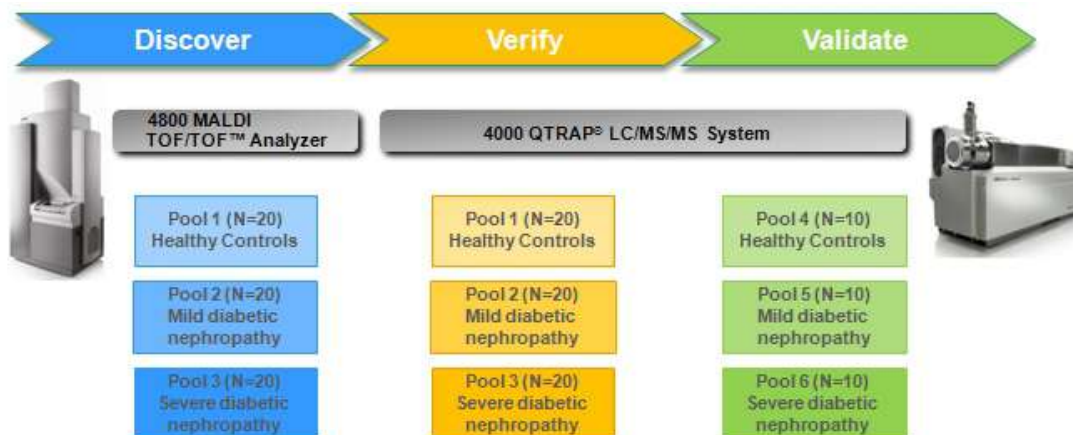 Discover
Verify
Validate
4800 MALDI
TOF/TOF™ Analyzer
4000 QTRAP® LC/MS/MS System
Pool 1 (N=20)
Healthy Controls
Pool 1 (N=20)
Healthy Controls
Pool 4 (N=10)
Healthy Controls
Pool 2 (N=20)
Mild diabetic
nephropathy
Pool 2 (N=20)
Mild diabetic
nephropathy
Pool 5 (N=10)
Mild diabetic
nephropathy
Pool 3 (N=20)
Severe diabetic
nephropathy
Pool 3 (N=20)
Severe diabetic
nephropathy
Pool 6 (N=10)
Severe diabetic
nephropathy